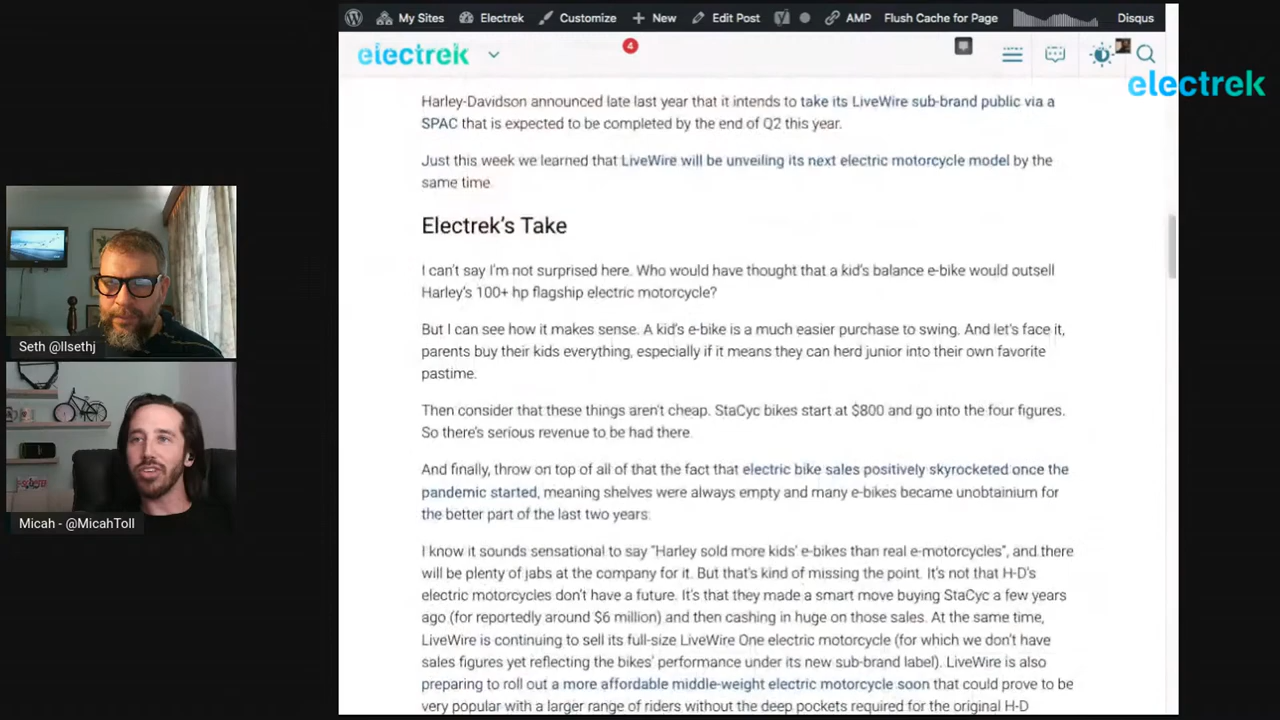 My Sites Electrek Customize + New Edit Post AMP Flush Cache for Page Disqus
electrek
4
electrek
Harley-Davidson announced late last year that it intends to take its LiveWire sub-brand public via a
SPAC that is expected to be completed by the end of Q2 this year.
Just this week we learned that LiveWire will be unveiling its next electric motorcycle model by the
same time.
Electrek's Take
I can't say I'm not surprised here. Who would have thought that a kid's balance e-bike would outsell
Harley's 100+ hp flagship electric motorcycle?
But I can see how it makes sense. A kid's e-bike is a much easier purchase to swing. And let's face it,
parents buy their kids everything, especially if it means they can herd junior into their own favorite
pastime.
Then consider that these things aren't cheap. StaCyc bikes start at $800 and go into the four figures.
So there's serious revenue to be had there.
And finally, throw on top of all of that the fact that electric bike sales positively skyrocketed once the
pandemic started, meaning shelves were always empty and many e-bikes became unobtainium for
the better part of the last two years.
I know it sounds sensational to say "Harley sold more kids' e-bikes than real e-motorcycles", and there
will be plenty of jabs at the company for it. But that's kind of missing the point. It's not that H-D's
electric motorcycles don't have a future. It's that they made a smart move buying StaCyc a few years
ago (for reportedly around $6 million) and then cashing in huge on those sales. At the same time,
LiveWire is continuing to sell its full-size LiveWire One electric motorcycle (for which we don't have
sales figures yet reflecting the bikes' performance under its new sub-brand label). LiveWire is also
preparing to roll out a more affordable middle-weight electric motorcycle soon that could prove to be
very popular with a larger range of riders without the deep pockets required for the original H-D
Seth @llsethj
Micah - @MicahToll